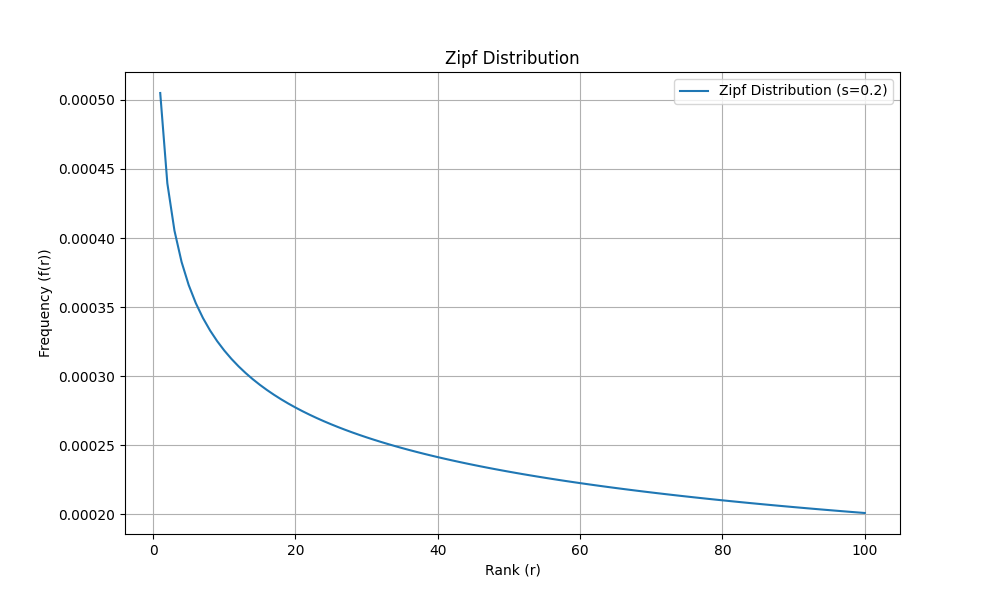 Zipf Distribution
Zipf Distribution (s=0.2)
Frequency (f(r))
0.00050
0.00045
0.00040
0.00035
0.00030
0.00025
0.00020
0 20 40 60 80 100
Rank (r)